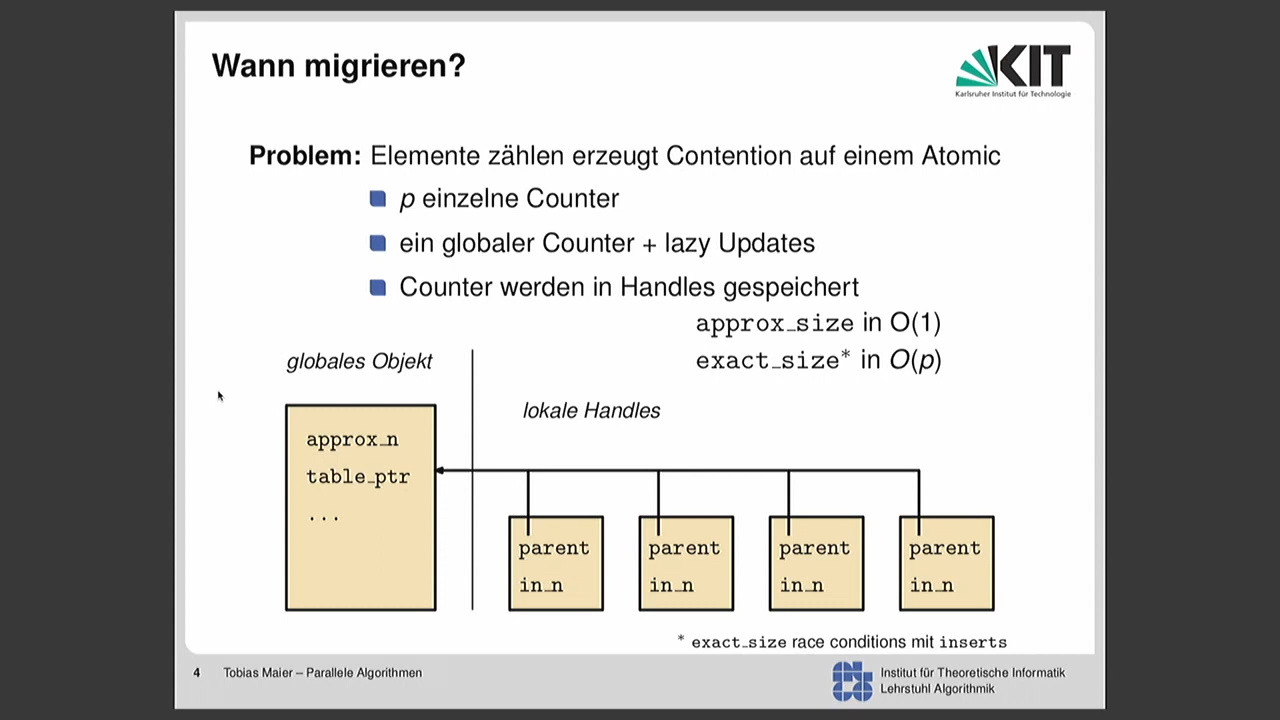 Wann migrieren?
KIT
Karlsruher Institut für Technologie
Problem: Elemente zählen erzeugt Contention auf einem Atomic
p einzelne Counter
ein globaler Counter + lazy Updates
Counter werden in Handles gespeichert
approx_size in O(1)
exact_size* in O(p)
globales Objekt
lokale Handles
approx_n
table_ptr
...
parent parent parent parent
in_n in_n in_n in_n
* exact_size race conditions mit inserts
4 Tobias Maier – Parallele Algorithmen
Institut für Theoretische Informatik
Lehrstuhl Algorithmik